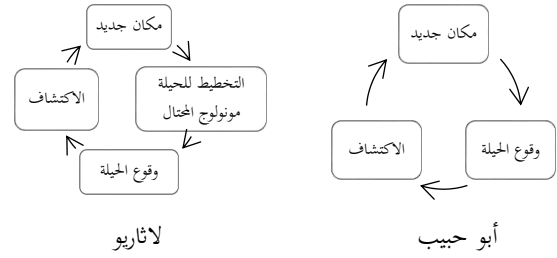 مكان جديد
وقوع الحيلة
الاكتشاف
أبو حبيب
مكان جديد
التخطيط للحيلة
مونولوج المحتال
وقوع الحيلة
الاكتشاف
لاثاريو